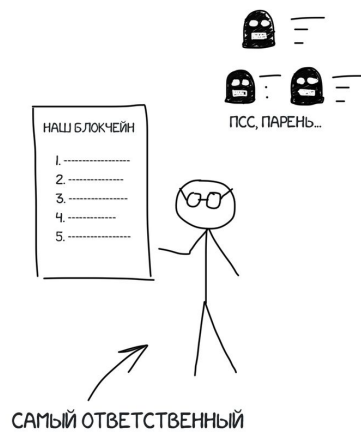 ПСС, ПАРЕНЬ...
НАШ БЛОКЧЕЙН
1.
2.
3.
4.
5.
САМЫЙ ОТВЕТСТВЕННЫЙ